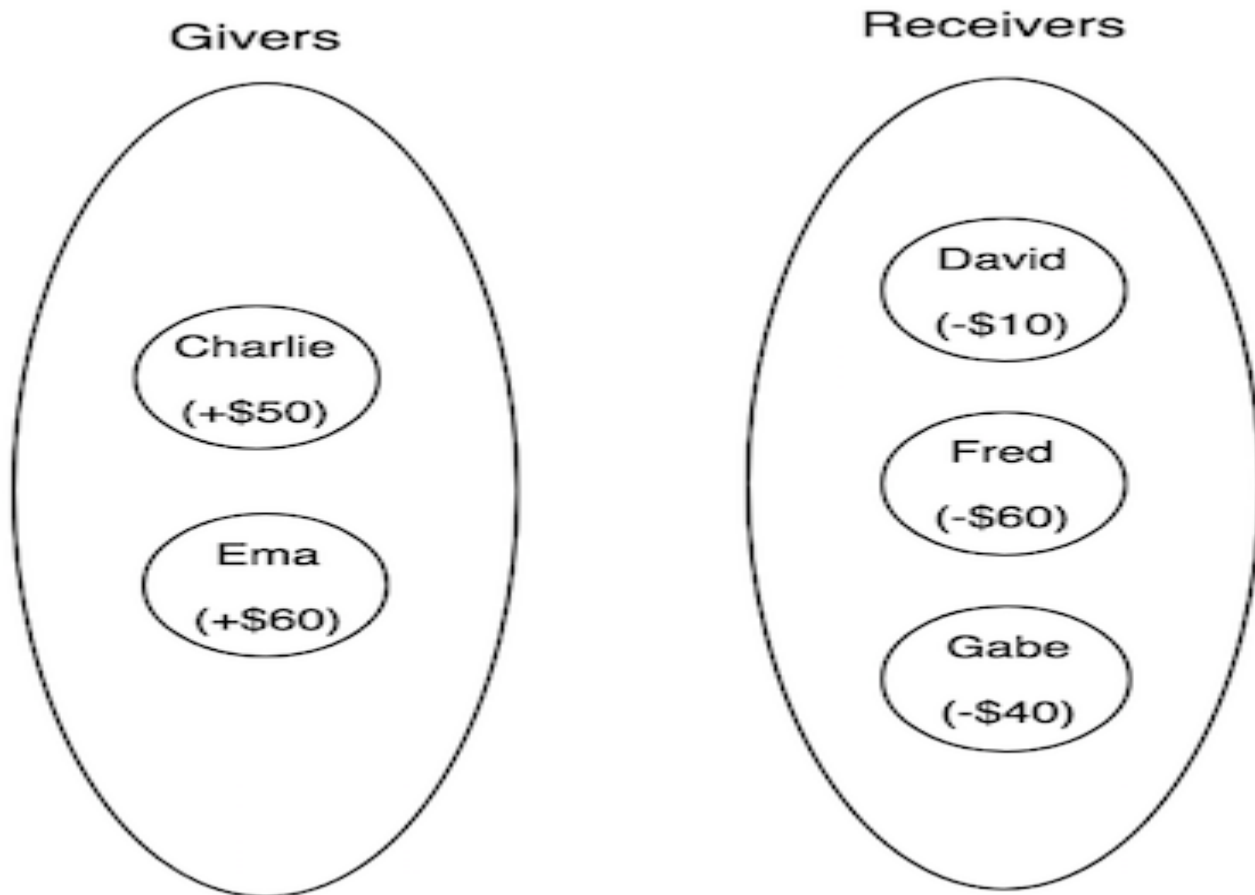 Givers
Receivers
Charlie
(+$50)
Ema
(+$60)
David
(-$10)
Fred
(-$60)
Gabe
(-$40)